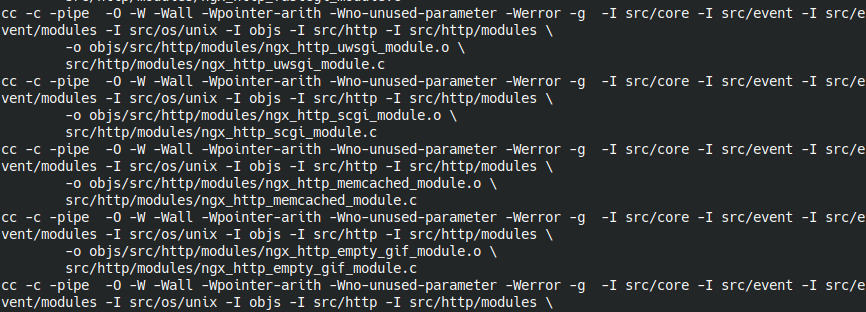 cc -c -pipe  -O -W -Wall -Wpointer-arith -Wno-unused-parameter -Werror -g  -I src/core -I src/event -I src/e
vent/modules -I src/os/unix -I objs -I src/http -I src/http/modules \
        -o objs/src/http/modules/ngx_http_uwsgi_module.o \
        src/http/modules/ngx_http_uwsgi_module.c
cc -c -pipe  -O -W -Wall -Wpointer-arith -Wno-unused-parameter -Werror -g  -I src/core -I src/event -I src/e
vent/modules -I src/os/unix -I objs -I src/http -I src/http/modules \
        -o objs/src/http/modules/ngx_http_scgi_module.o \
        src/http/modules/ngx_http_scgi_module.c
cc -c -pipe  -O -W -Wall -Wpointer-arith -Wno-unused-parameter -Werror -g  -I src/core -I src/event -I src/e
vent/modules -I src/os/unix -I objs -I src/http -I src/http/modules \
        -o objs/src/http/modules/ngx_http_memcached_module.o \
        src/http/modules/ngx_http_memcached_module.c
cc -c -pipe  -O -W -Wall -Wpointer-arith -Wno-unused-parameter -Werror -g  -I src/core -I src/event -I src/e
vent/modules -I src/os/unix -I objs -I src/http -I src/http/modules \
        -o objs/src/http/modules/ngx_http_empty_gif_module.o \
        src/http/modules/ngx_http_empty_gif_module.c
cc -c -pipe  -O -W -Wall -Wpointer-arith -Wno-unused-parameter -Werror -g  -I src/core -I src/event -I src/e
vent/modules -I src/os/unix -I objs -I src/http -I src/http/modules \